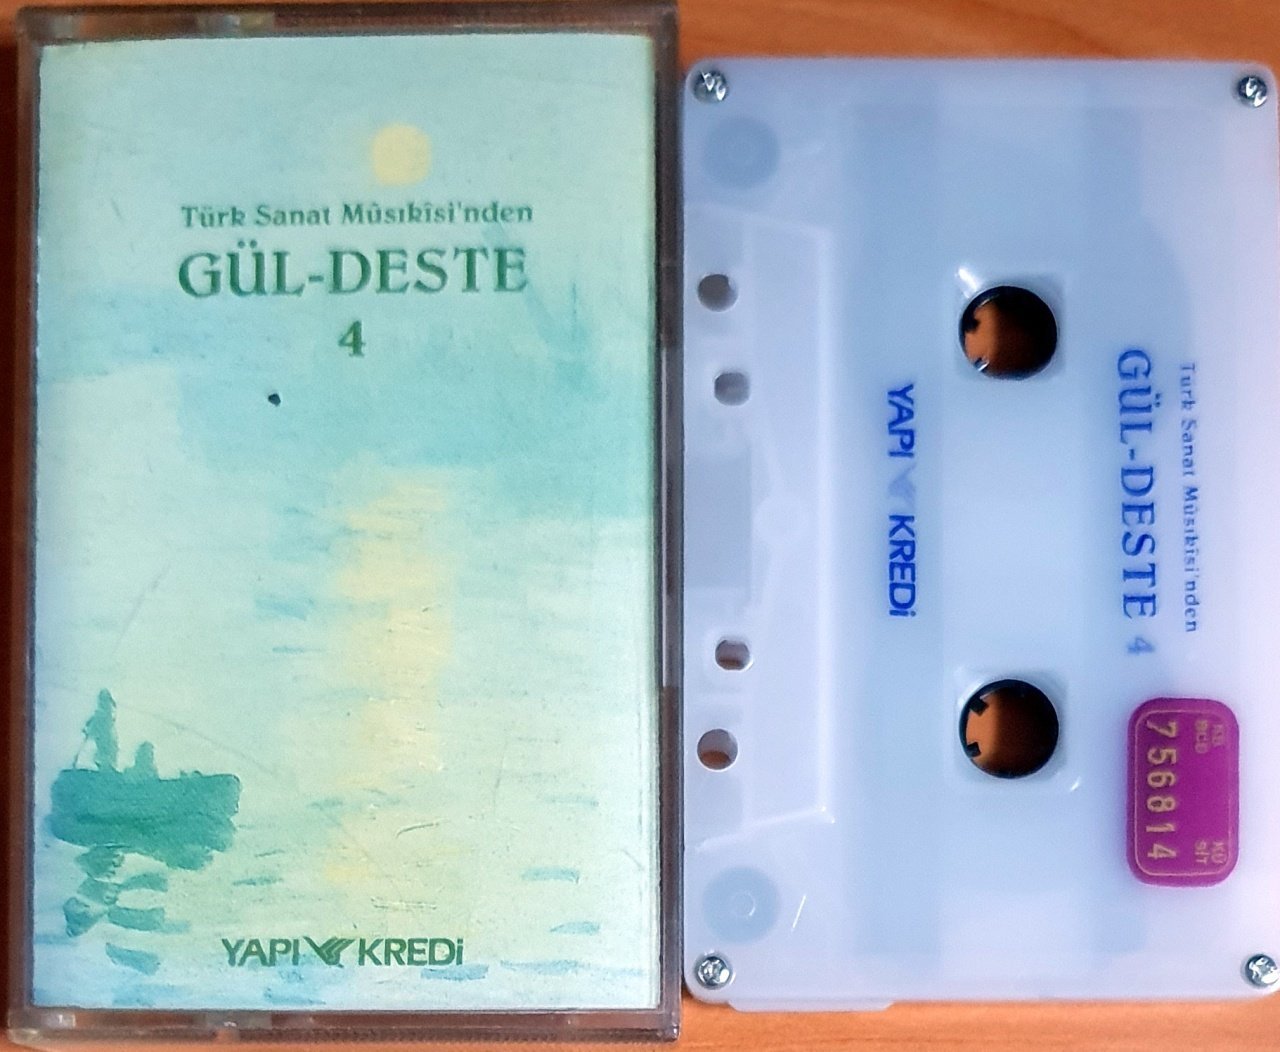 Türk Sanat Mûsıkîsi'nden
GÜL-DESTE
4
YAPI KREDİ
Türk Sanat Mûsıkîsi'nden
GÜL-DESTE 4
YAPI KREDİ
756814